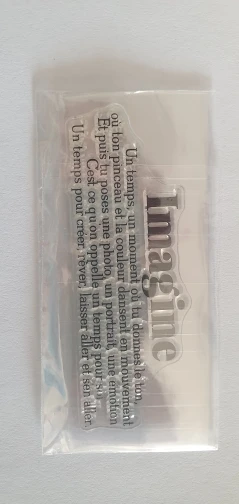 Imagine
Un temps, un moment où tu donnes le ton,
où ton pinceau et la couleur dansent en mouvement
Et puis tu poses une photo, un portrait, une émotion
C'est ce qu'on appelle un temps pour soi
Un temps pour créer, rêver, laisser aller et s'en aller.